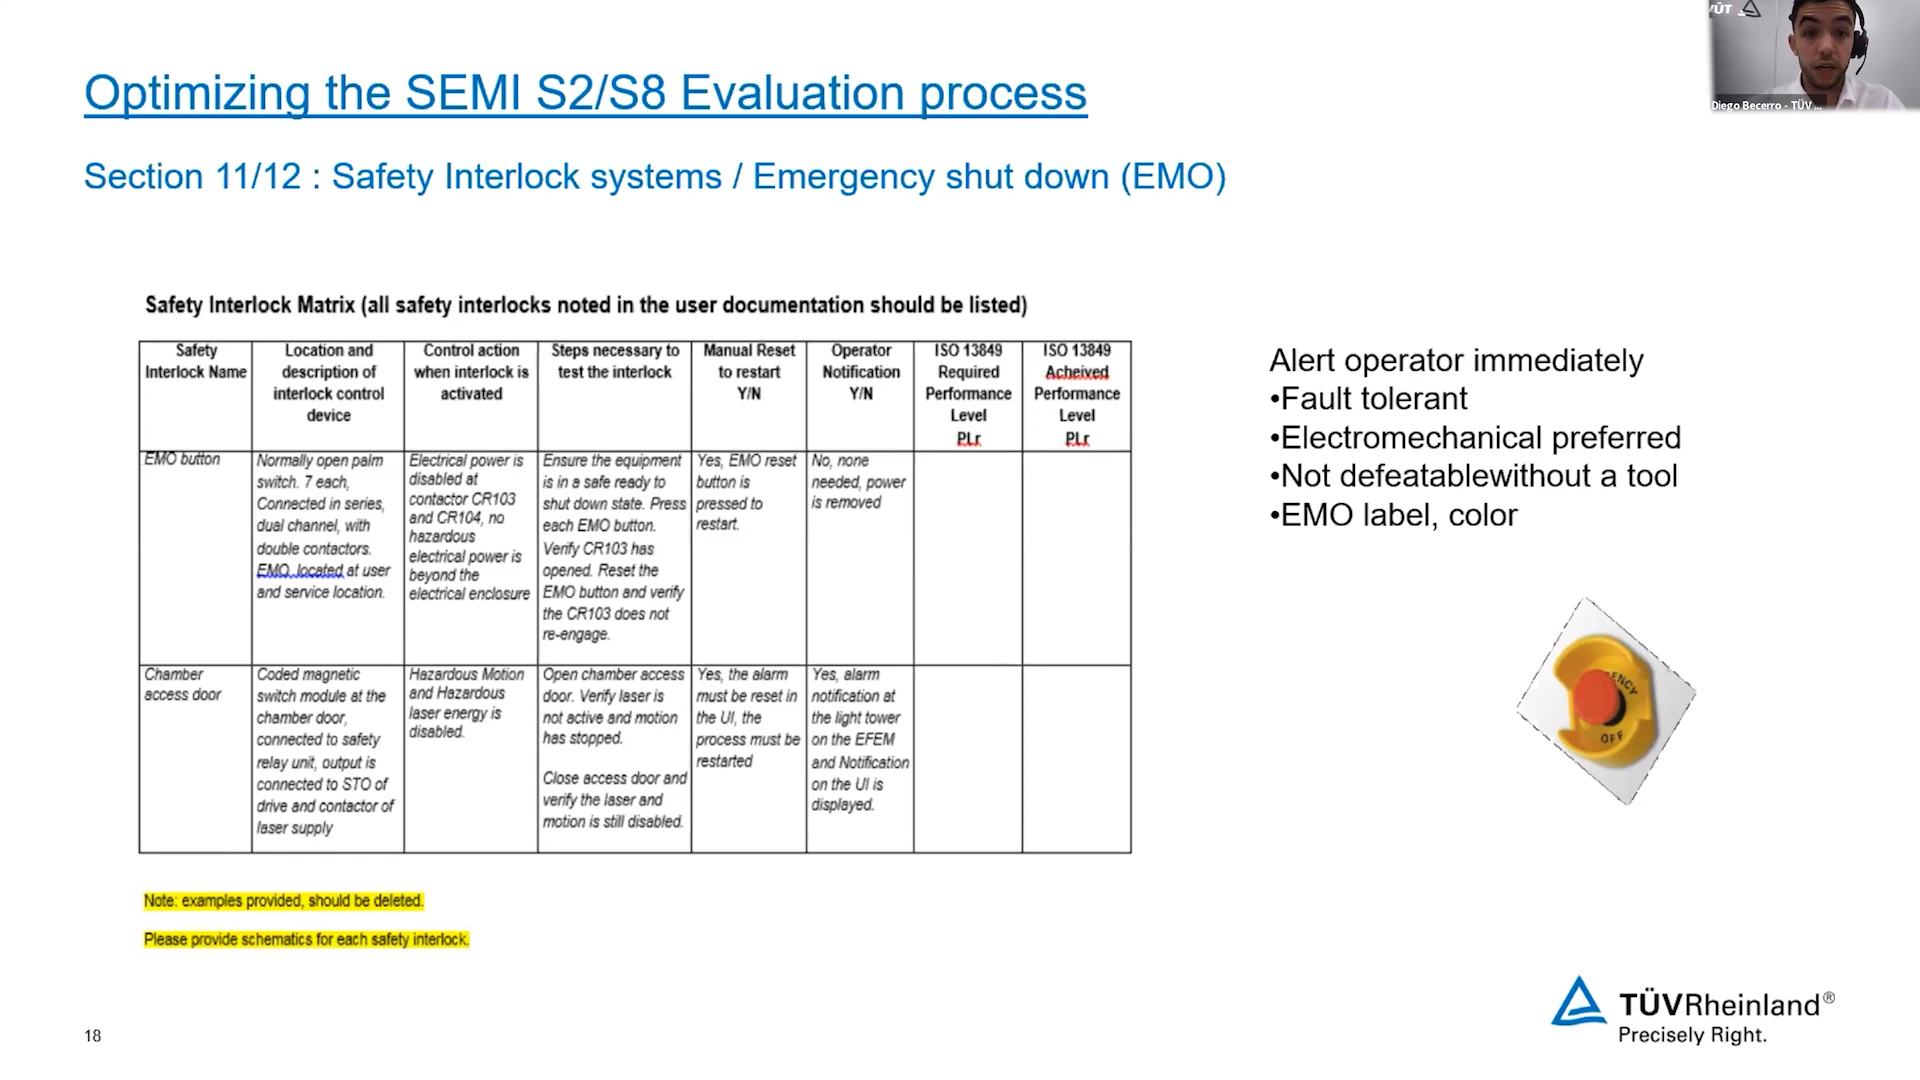 Optimizing the SEMI S2/S8 Evaluation process
Section 11/12 : Safety Interlock systems / Emergency shut down (EMO)
Safety Interlock Matrix (all safety interlocks noted in the user documentation should be listed)
Safety
Interlock Name
Location and
description of
interlock control
device
Control action
when interlock is
activated
Steps necessary to
test the interlock
Manual Reset
to restart
Y/N
Operator
Notification
Y/N
ISO 13849
Required
Performance
Level
PLr
ISO 13849
Acheived
Performance
Level
PLr
EMO button
Normally open palm
switch. 7 each,
Connected in series,
dual channel, with
double contactors.
EMO located at user
and service location.
Electrical power is
disabled at
contactor CR103
and CR104, no
hazardous
electrical power is
beyond the
electrical enclosure
Ensure the equipment
is in a safe ready to
shut down state. Press
each EMO button.
Verify CR103 has
opened. Reset the
EMO button and verify
the CR103 does not
re-engage.
Yes, EMO reset
button is
pressed to
restart.
No, none
needed, power
is removed
Chamber
access door
Coded magnetic
switch module at the
chamber door,
connected to safety
relay unit, output is
connected to STO of
drive and contactor of
laser supply
Hazardous Motion
and Hazardous
laser energy is
disabled.
Open chamber access
door. Verify laser is
not active and motion
has stopped.
Close access door and
verify the laser and
motion is still disabled.
Yes, the alarm
must be reset in
the UI, the
process must be
restarted
Yes, alarm
notification at
the light tower
on the EFEM
and Notification
on the UI is
displayed.
Note: examples provided, should be deleted.
Please provide schematics for each safety interlock.
Alert operator immediately
•Fault tolerant
•Electromechanical preferred
•Not defeatablewithout a tool
•EMO label, color
OFF
Diego Becerro - TÜV ...
TÜVRheinland®
Precisely Right.
18